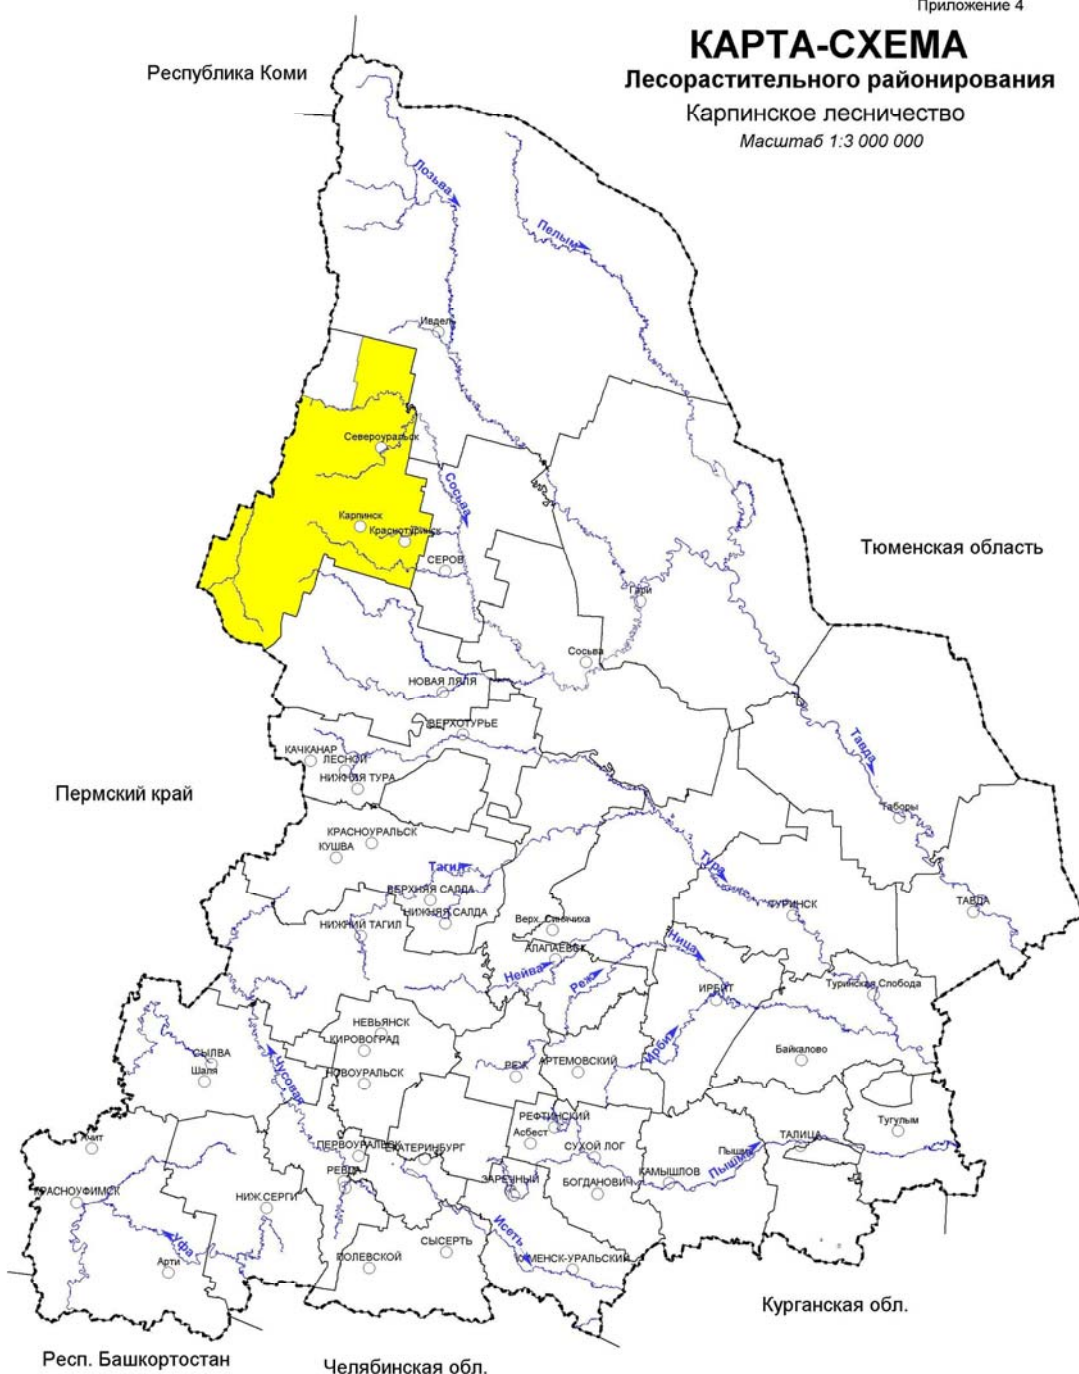 Приложение 4
КАРТА-СХЕМА
Лесорастительного районирования
Карпинское лесничество
Масштаб 1:3 000 000
Республика Коми
Лозьва
Пелым
Ивдель
Североуральск
Сосьва
Карпинск
Краснотурьинск
Тюменская область
СЕРОВ
Гари
Сосьва
НОВАЯ ЛЯЛЯ
ВЕРХОТУРЬЕ
Тавда
КАЧКАНАР
ЛЕСНОЙ
НИЖНЯЯ ТУРА
Пермский край
Таборы
КРАСНОУРАЛЬСК
КУШВА
Тагил
Тура
ВЕРХНЯЯ САЛДА
НИЖНЯЯ САЛДА
ТУРИНСК
ТАВДА
Верх. Синячиха
НИЖНИЙ ТАГИЛ
Ница
АЛАПАЕВСК
Нейва
Реж
ИРБИТ
Туринская Слобода
НЕВЬЯНСК
КИРОВОГРАД
Ирбит
Байкалово
СЫЛВА
Шаля
Чусовая
НОВОУРАЛЬСК
РЕЖ
АРТЕМОВСКИЙ
РЕФТИНСКИЙ
Асбест
Тугулым
ТАЛИЦА
Ачит
ПЕРВОУРАЛЬСК
ЕКАТЕРИНБУРГ
СУХОЙ ЛОГ
Пышма
Пышма
РЕВДА
ЗАРЕЧНЫЙ
БОГДАНОВИЧ
КАМЫШЛОВ
КРАСНОУФИМСК
НИЖ.СЕРГИ
Исеть
Уфа
СЫСЕРТЬ
Арти
ПОЛЕВСКОЙ
КАМЕНСК-УРАЛЬСКИЙ
Курганская обл.
Респ. Башкортостан
Челябинская обл.